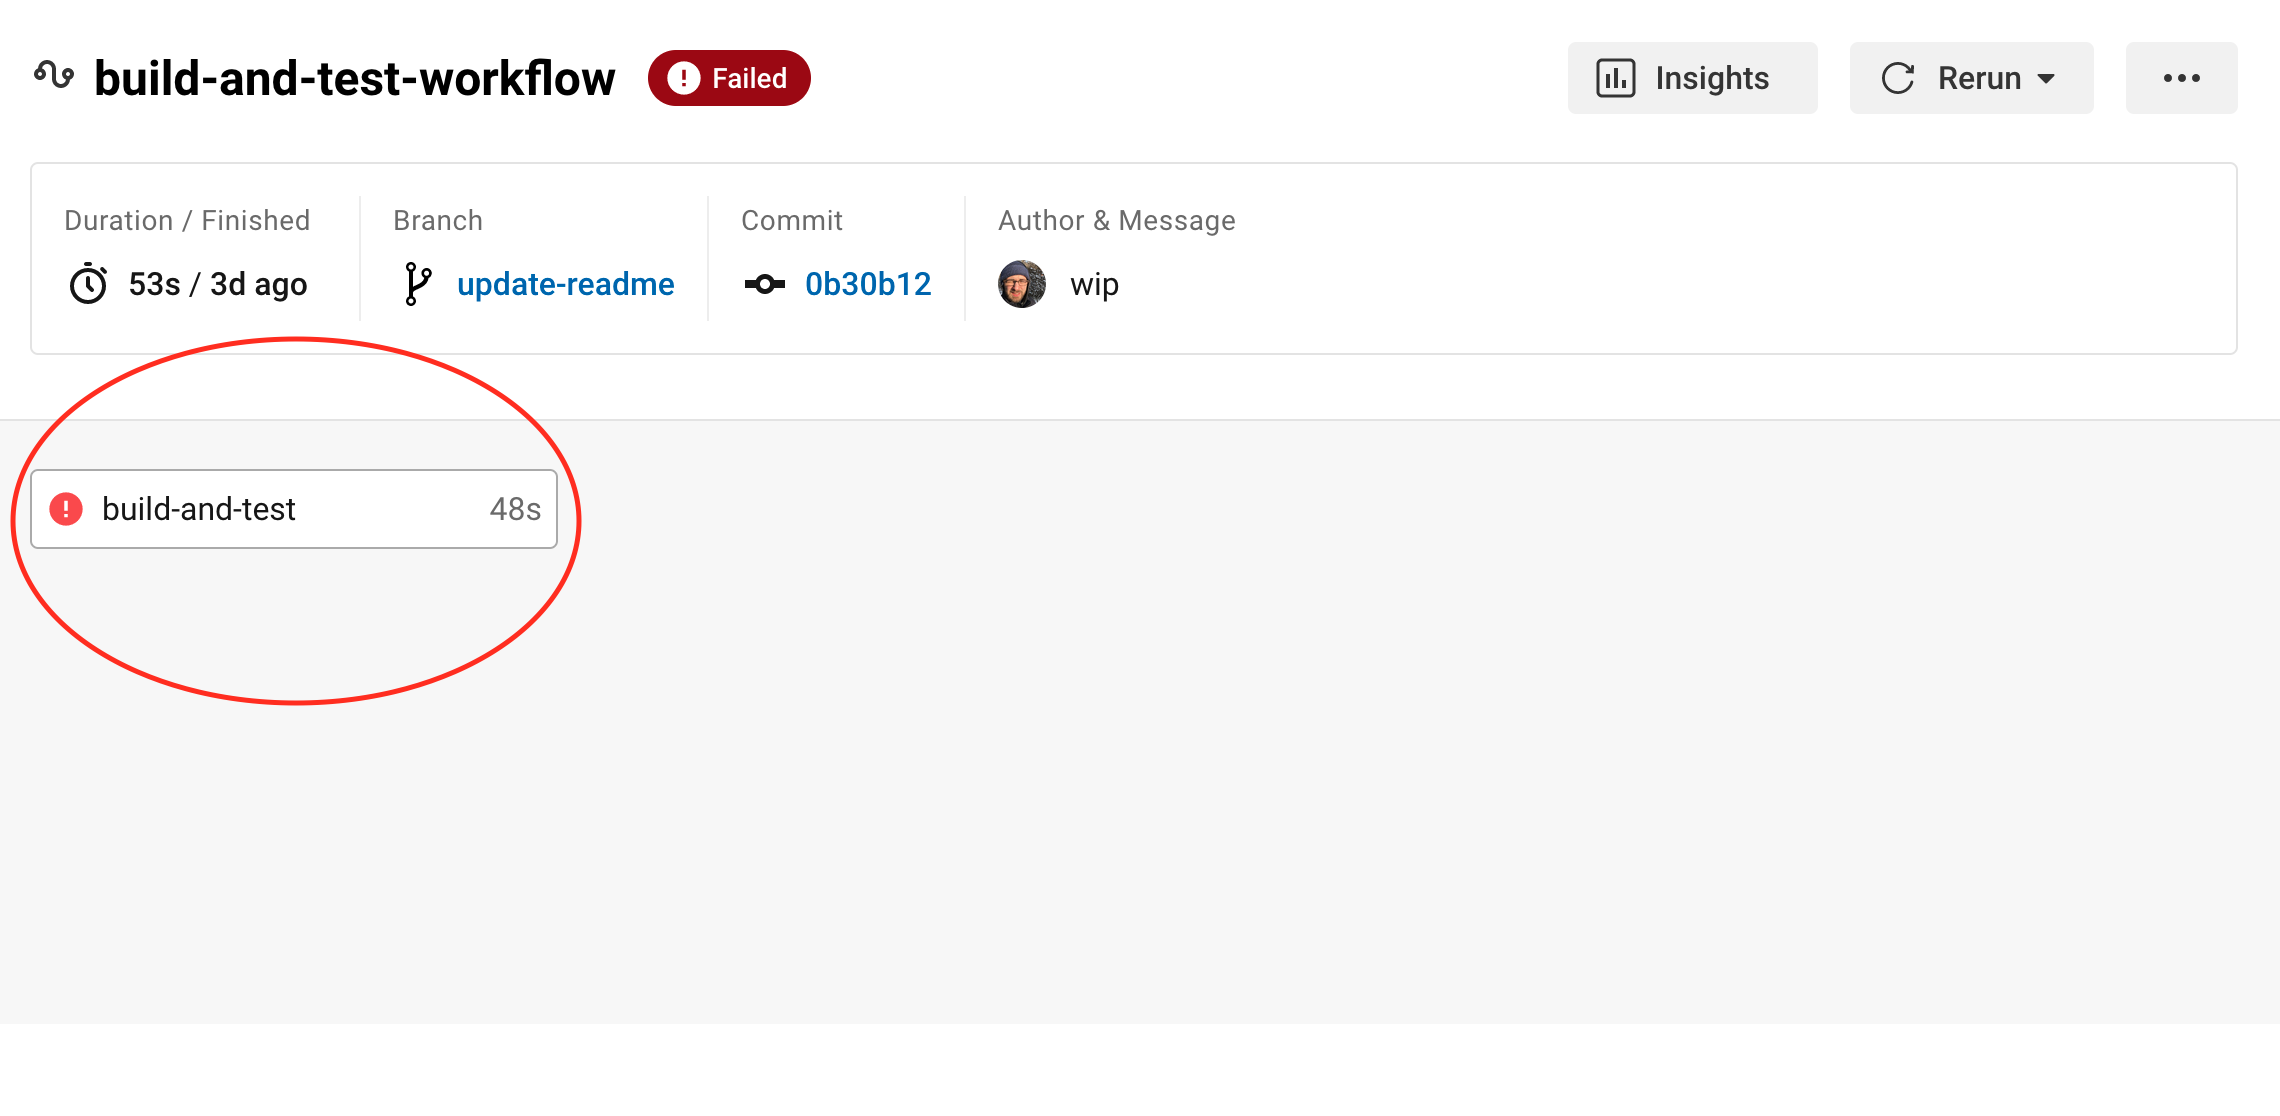 build-and-test-workflow Failed Insights Rerun
Duration / Finished Branch Commit Author & Message
53s / 3d ago update-readme 0b30b12 wip
build-and-test 48s